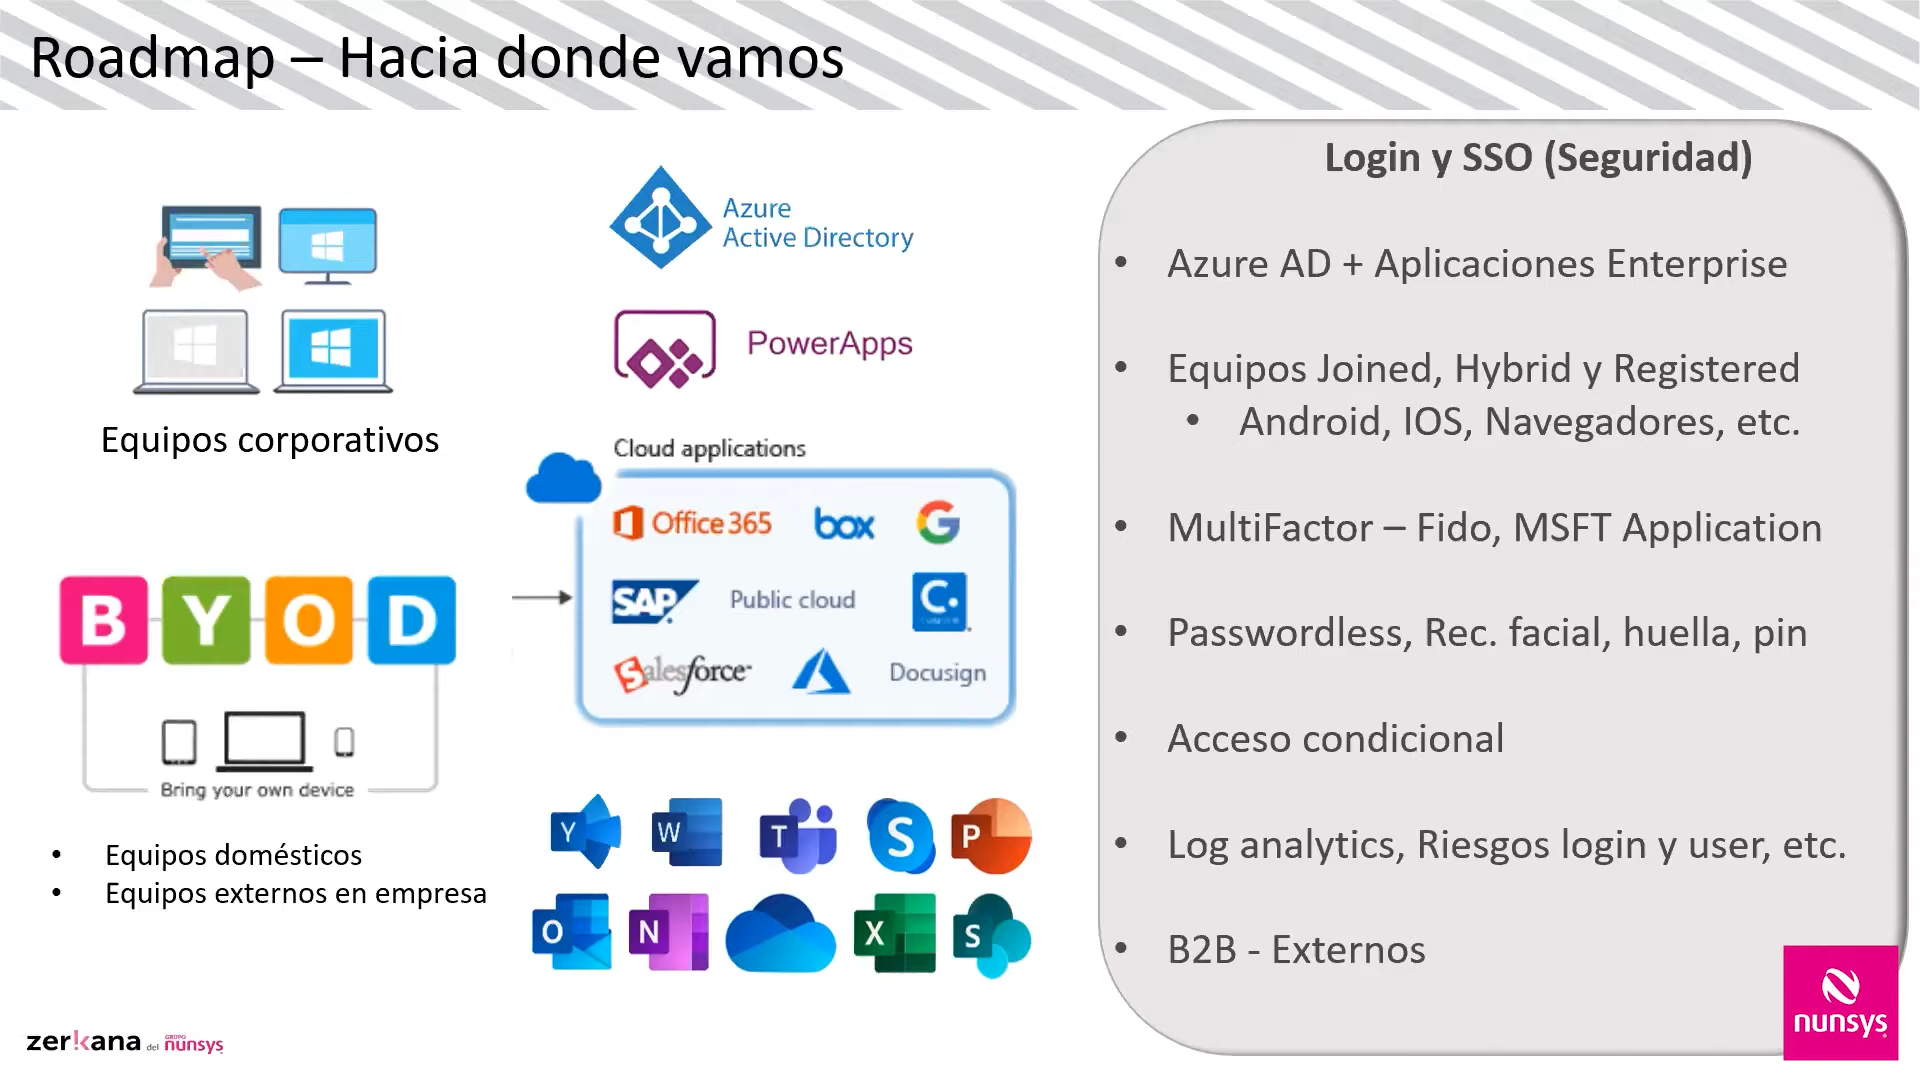 Roadmap – Hacia donde vamos
Equipos corporativos
B Y O D
Bring your own device
• Equipos domésticos
• Equipos externos en empresa
Azure
Active Directory
PowerApps
Cloud applications
Office 365 box G
SAP Public cloud C.
salesforce Docusign
Y W T S P
O N X S
Login y SSO (Seguridad)
• Azure AD + Aplicaciones Enterprise
• Equipos Joined, Hybrid y Registered
• Android, IOS, Navegadores, etc.
• MultiFactor – Fido, MSFT Application
• Passwordless, Rec. facial, huella, pin
• Acceso condicional
• Log analytics, Riesgos login y user, etc.
• B2B - Externos
zerkana del GRUPO nunsys
nunsys